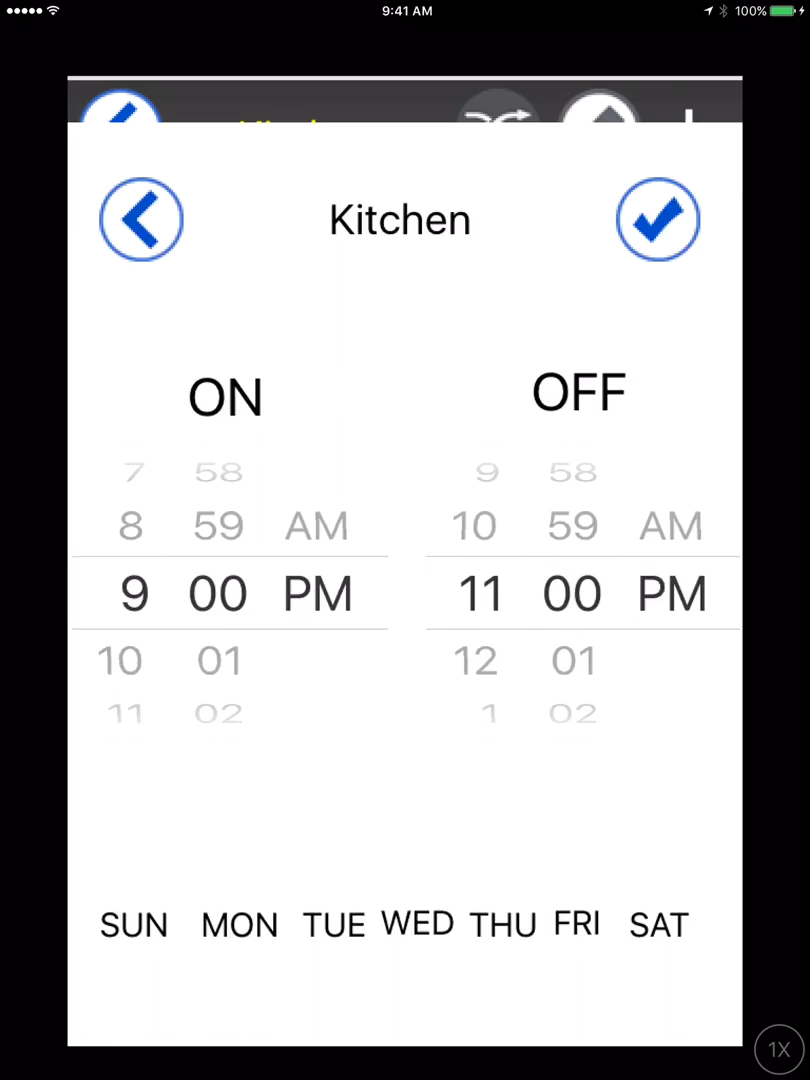 9:41 AM 100%
Kitchen
ON OFF
7 58 9 58
8 59 AM 10 59 AM
9 00 PM 11 00 PM
10 01 12 01
11 02 1 02
SUN MON TUE WED THU FRI SAT
1X